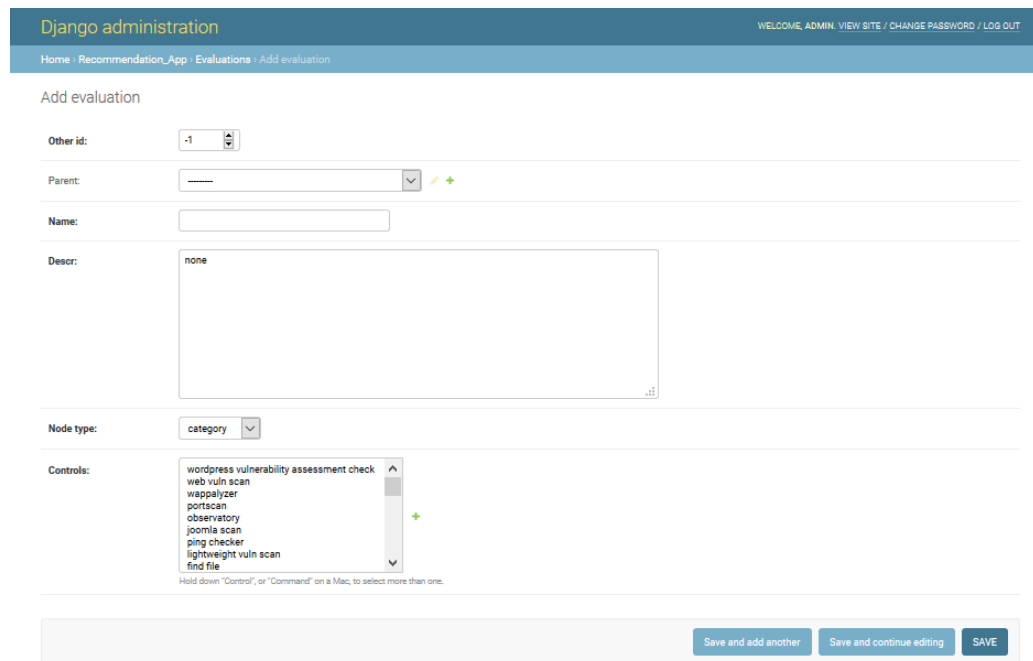 Django administration
WELCOME, ADMIN. VIEW SITE / CHANGE PASSWORD / LOG OUT
Home › Recommendation_App › Evaluations › Add evaluation
Add evaluation
Other id: -1
Parent: ---------
Name:
Descr: none
Node type: category
Controls: wordpress vulnerability assessment check
web vuln scan
wappalyzer
portscan
observatory
joomla scan
ping checker
lightweight vuln scan
find file
Hold down "Control", or "Command" on a Mac, to select more than one.
Save and add another Save and continue editing SAVE